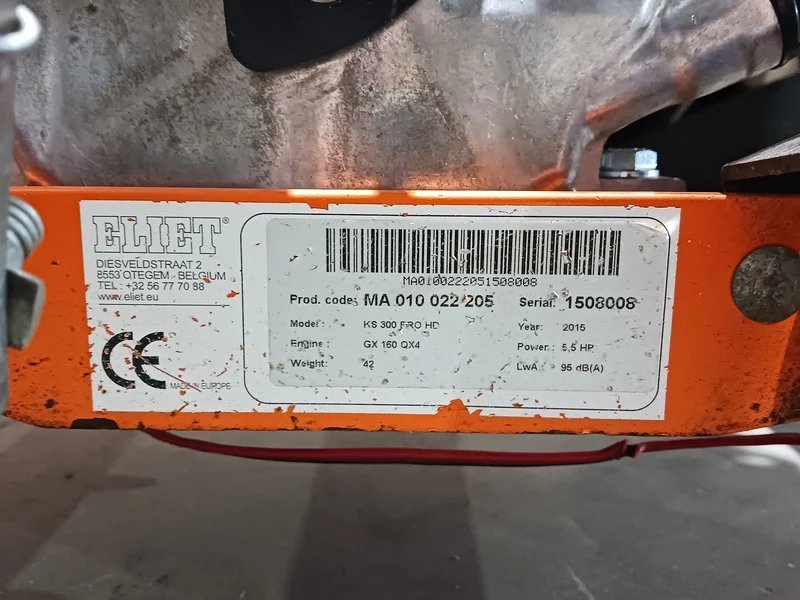 ELIET®
DIESVELDSTRAAT 2
8553 OTEGEM - BELGIUM
TEL : +32 56 77 70 88
www.eliet.eu
CE
MADE IN EUROPE
MA01000222051508008
Prod. code: MA 010 022 205 Serial: 1508008
Model : KS 300 PRO HD Year: 2015
Engine : GX 160 QX4 Power : 5,5 HP
Weight: 42 LwA : 95 dB(A)